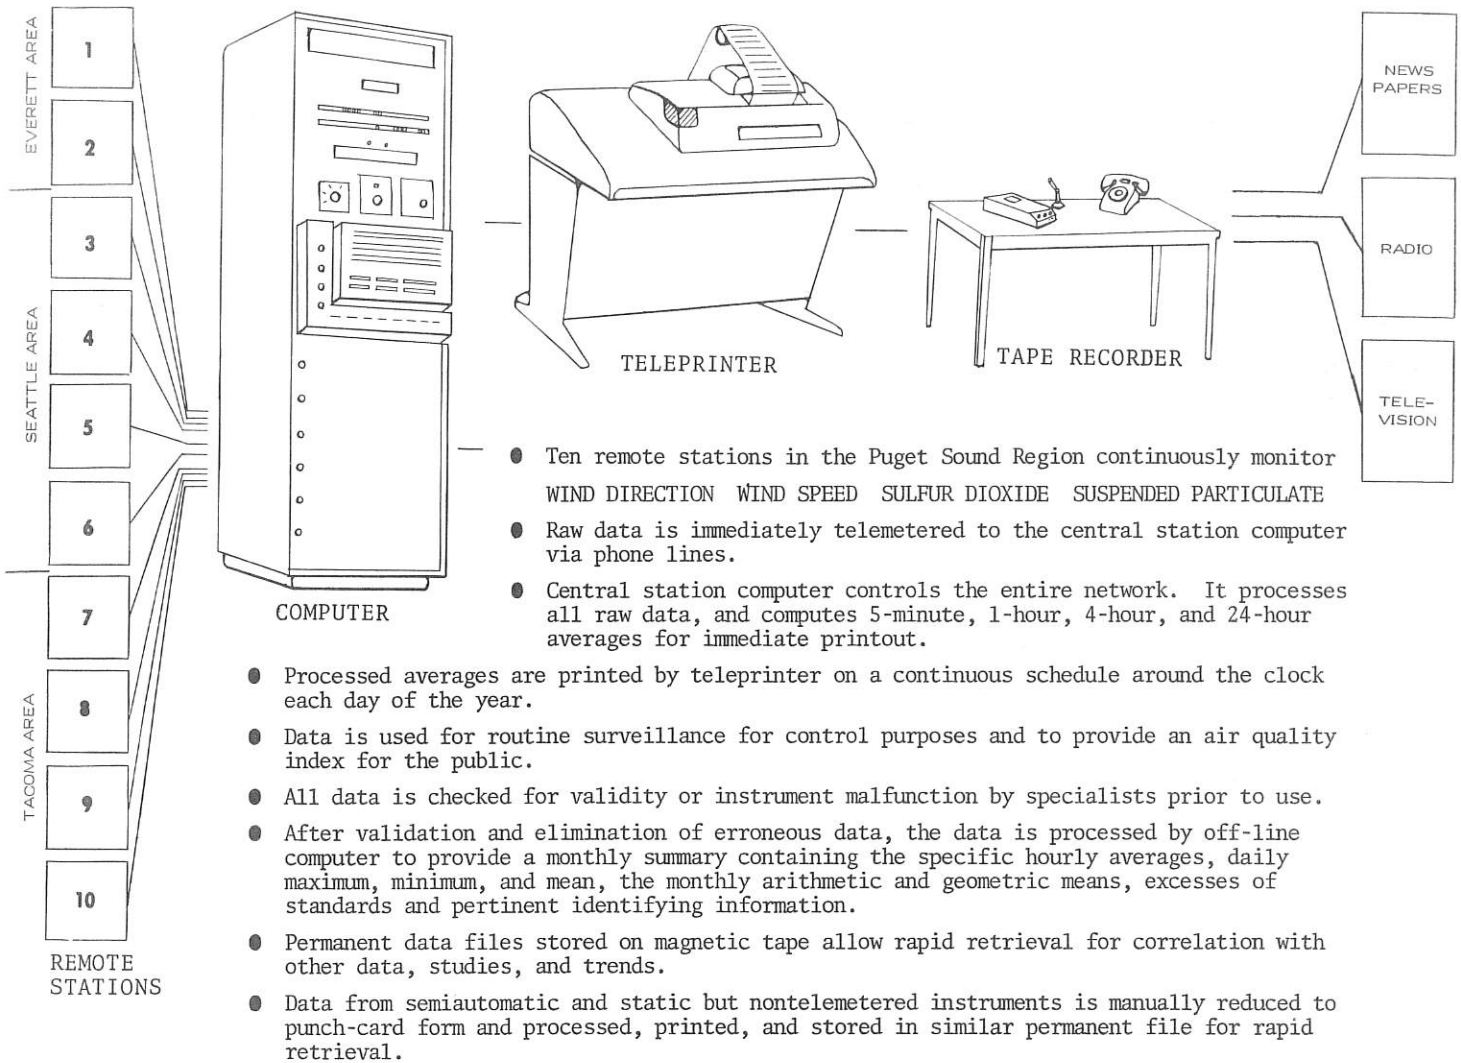 EVERETT AREA
SEATTLE AREA
TACOMA AREA
1
2
3
4
5
6
7
8
9
10
REMOTE
STATIONS
COMPUTER
TELEPRINTER
TAPE RECORDER
NEWS
PAPERS
RADIO
TELE-
VISION
● Ten remote stations in the Puget Sound Region continuously monitor
WIND DIRECTION WIND SPEED SULFUR DIOXIDE SUSPENDED PARTICULATE
● Raw data is immediately telemetered to the central station computer
via phone lines.
● Central station computer controls the entire network. It processes
all raw data, and computes 5-minute, 1-hour, 4-hour, and 24-hour
averages for immediate printout.
● Processed averages are printed by teleprinter on a continuous schedule around the clock
each day of the year.
● Data is used for routine surveillance for control purposes and to provide an air quality
index for the public.
● All data is checked for validity or instrument malfunction by specialists prior to use.
● After validation and elimination of erroneous data, the data is processed by off-line
computer to provide a monthly summary containing the specific hourly averages, daily
maximum, minimum, and mean, the monthly arithmetic and geometric means, excesses of
standards and pertinent identifying information.
● Permanent data files stored on magnetic tape allow rapid retrieval for correlation with
other data, studies, and trends.
● Data from semiautomatic and static but nontelemetered instruments is manually reduced to
punch-card form and processed, printed, and stored in similar permanent file for rapid
retrieval.